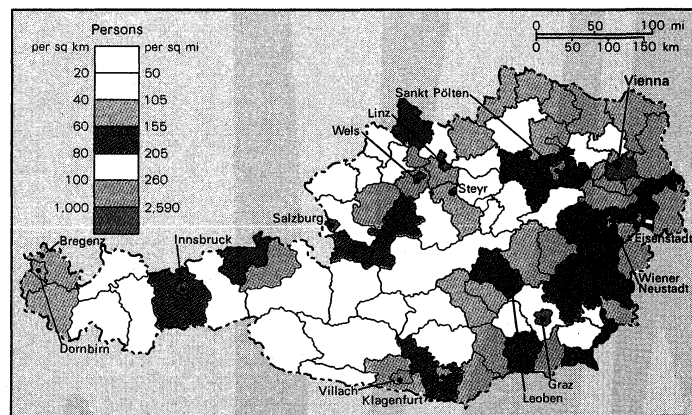 Persons
per sq km per sq mi
20 50
40 105
60 155
80 205
100 260
1,000 2,590
0 50 100 mi
0 50 100 150 km
Vienna
Sankt Pölten
Linz
Wels
Steyr
Salzburg
Eisenstadt
Wiener
Neustadt
Bregenz
Innsbruck
Dornbirn
Villach
Klagenfurt
Graz
Leoben